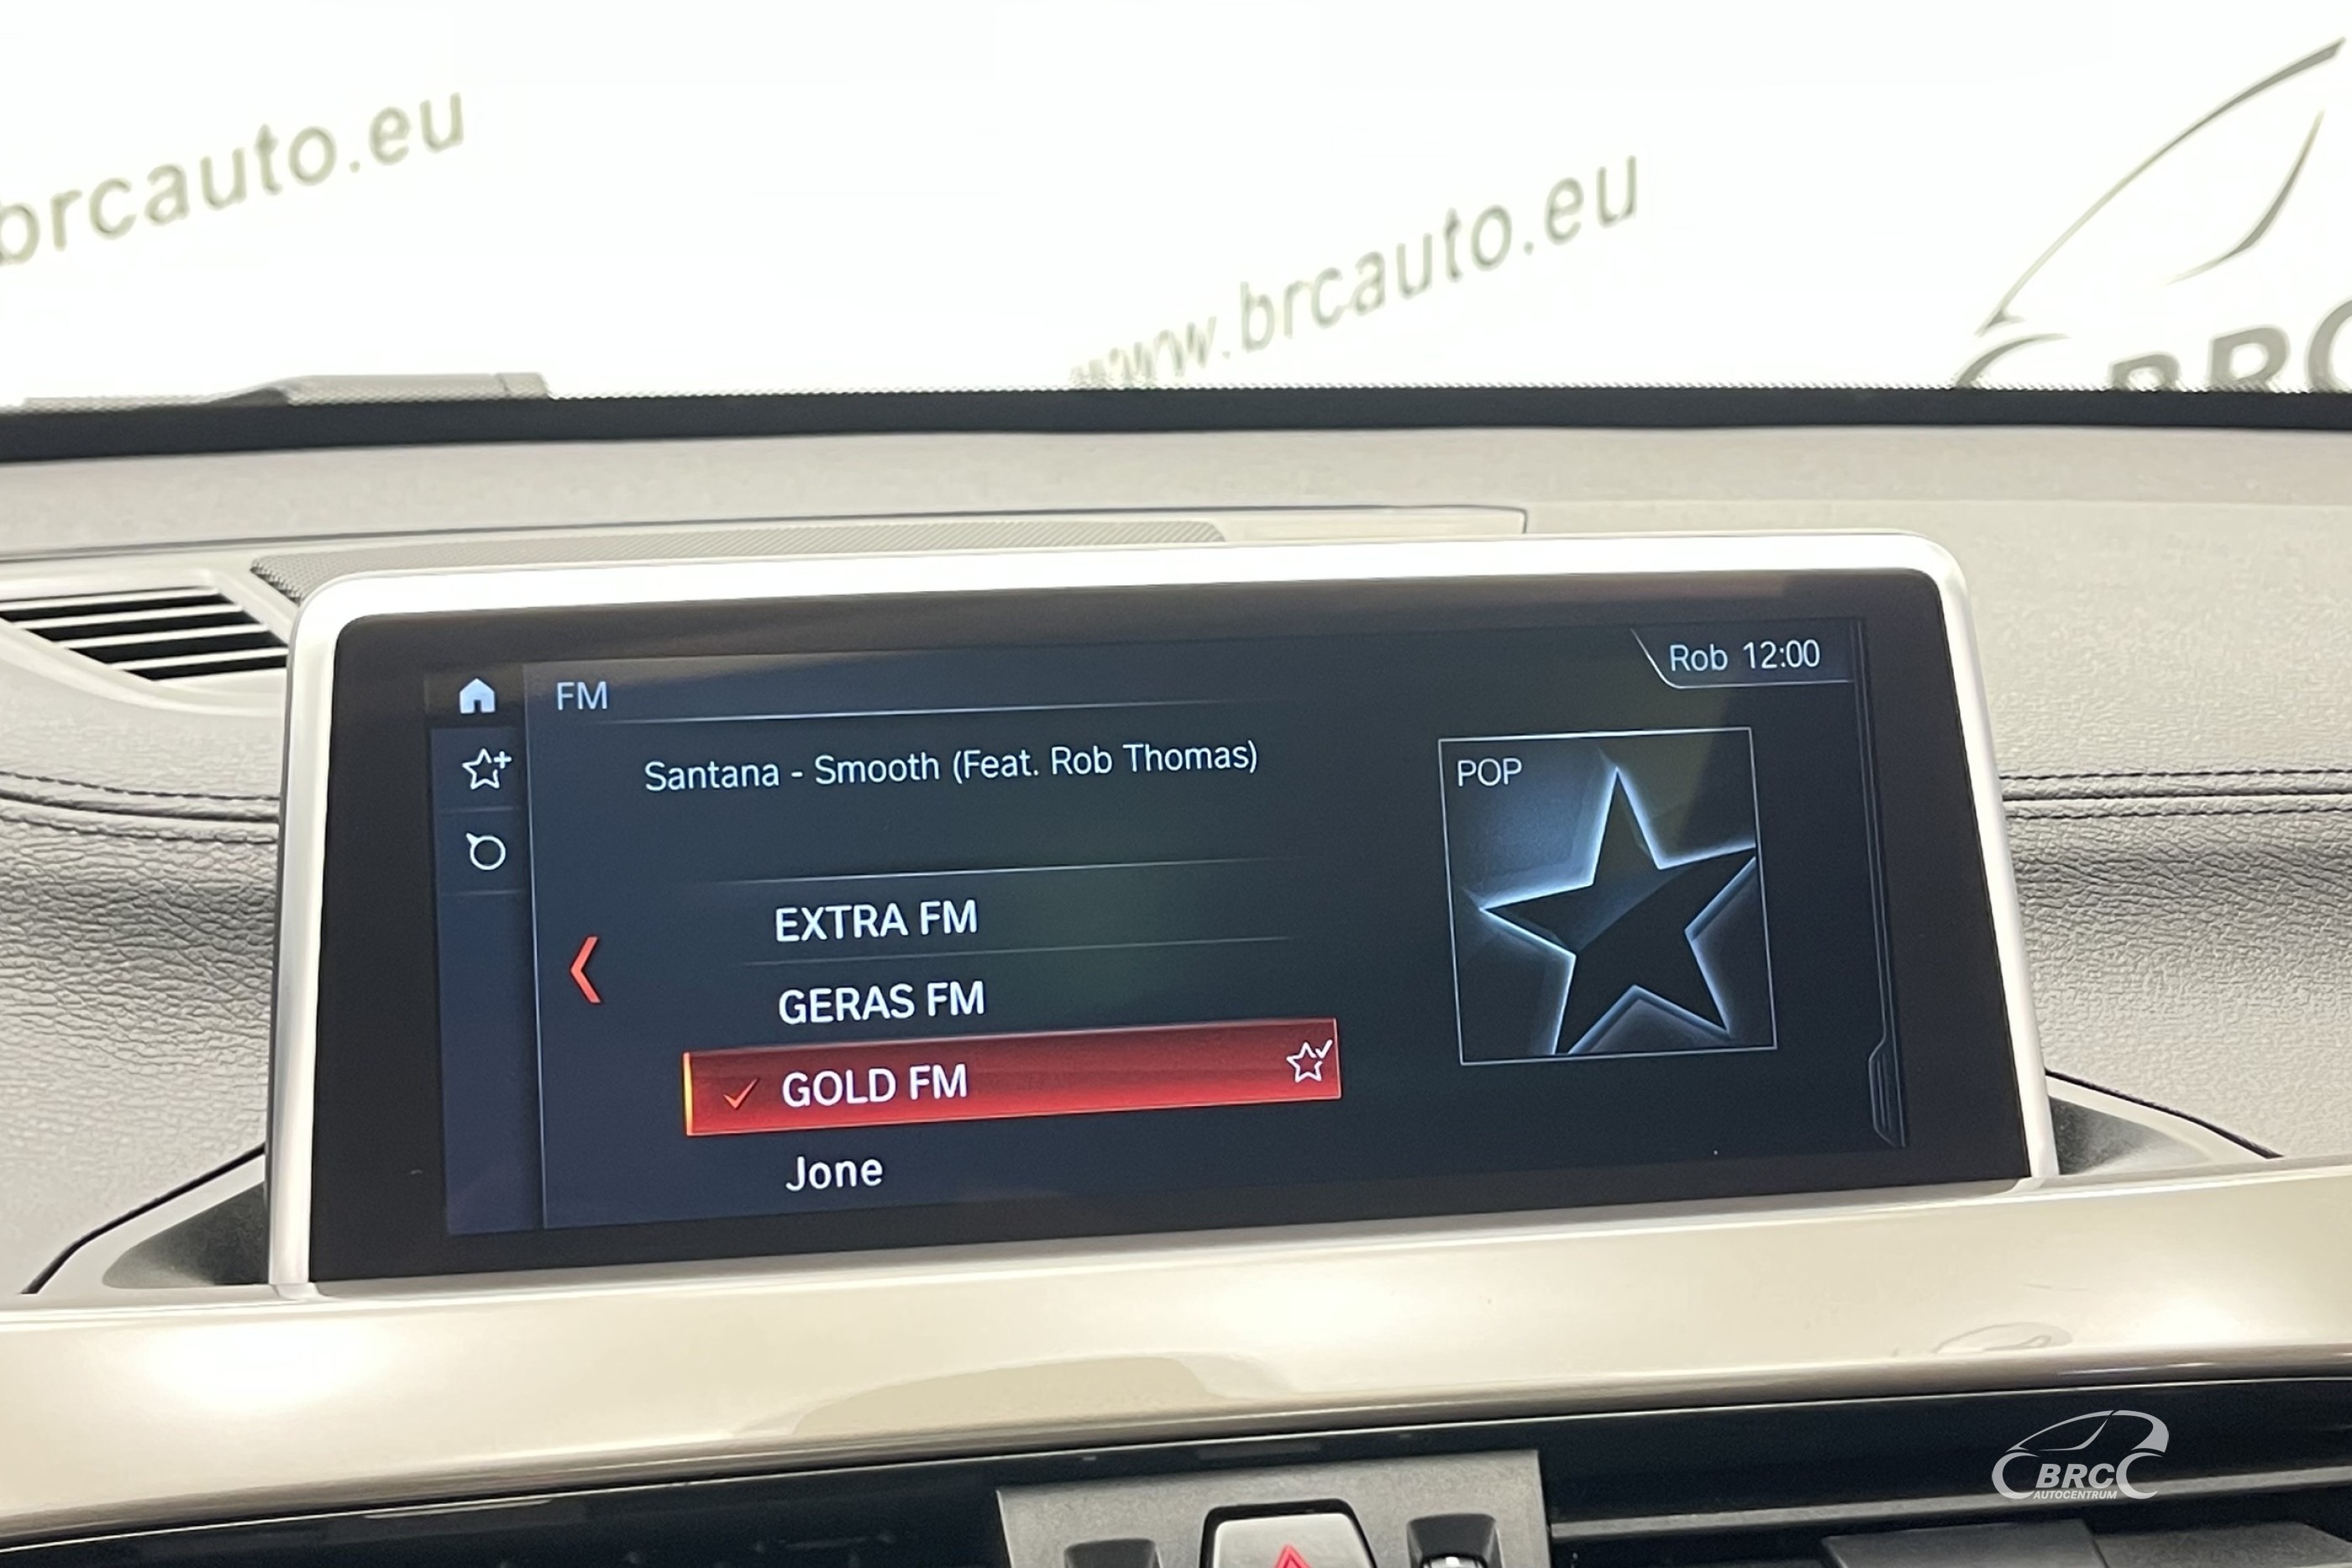 brcauto.eu
www.brcauto.eu
BRC
Rob 12:00
FM
Santana - Smooth (Feat. Rob Thomas)
POP
EXTRA FM
GERAS FM
GOLD FM
Jone
BRC
AUTOCENTRUM